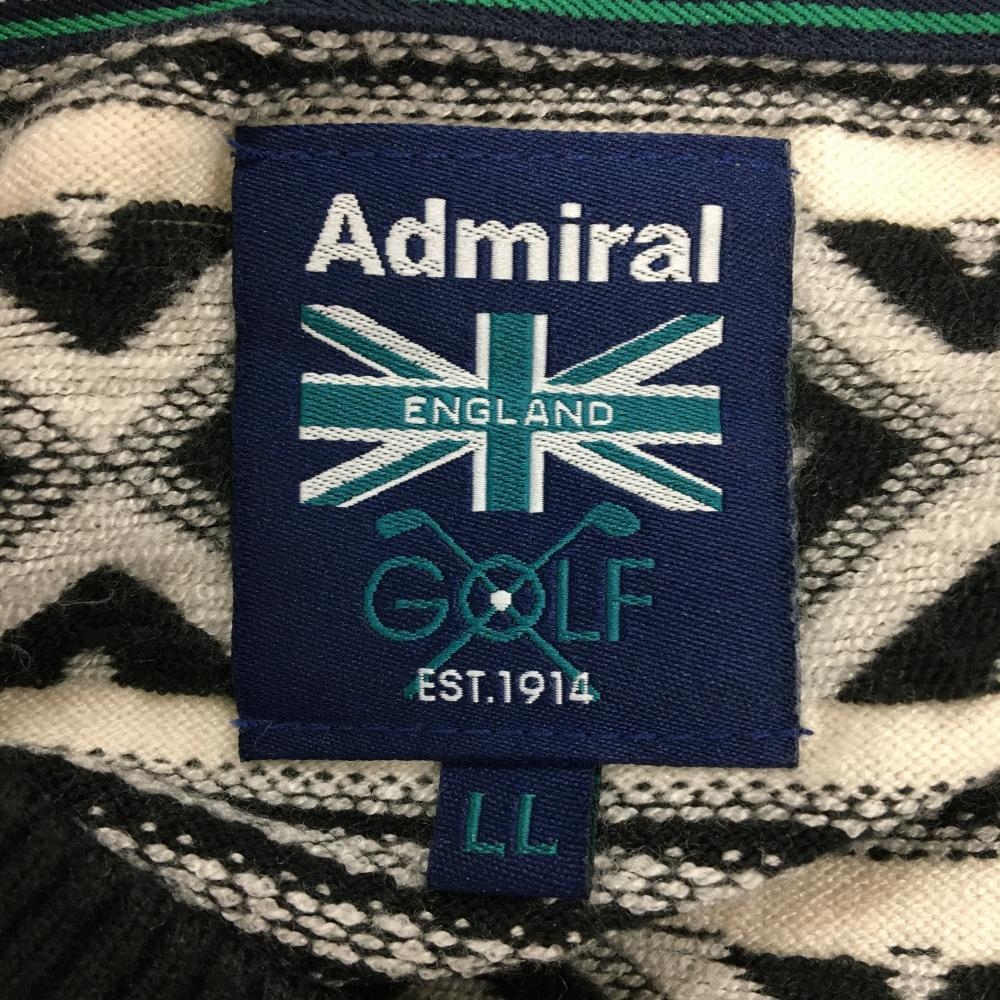 Admiral
ENGLAND
GOLF
EST.1914
LL